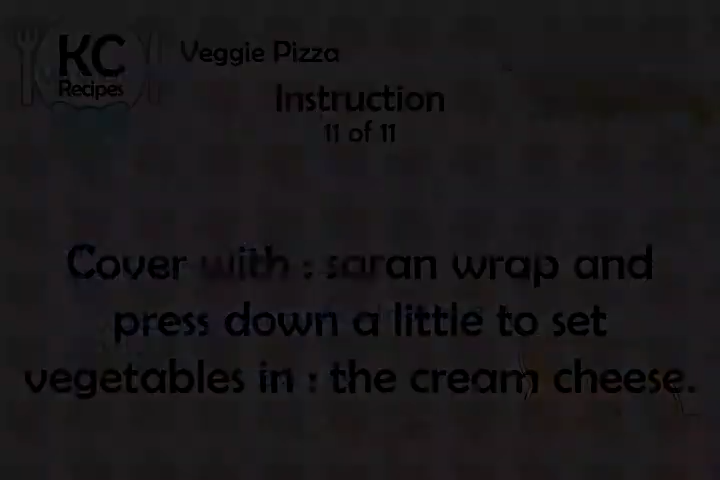 KC
Recipes
Veggie Pizza
Instruction
11 of 11
Cover with : saran wrap and
press down a little to set
vegetables in : the cream cheese.